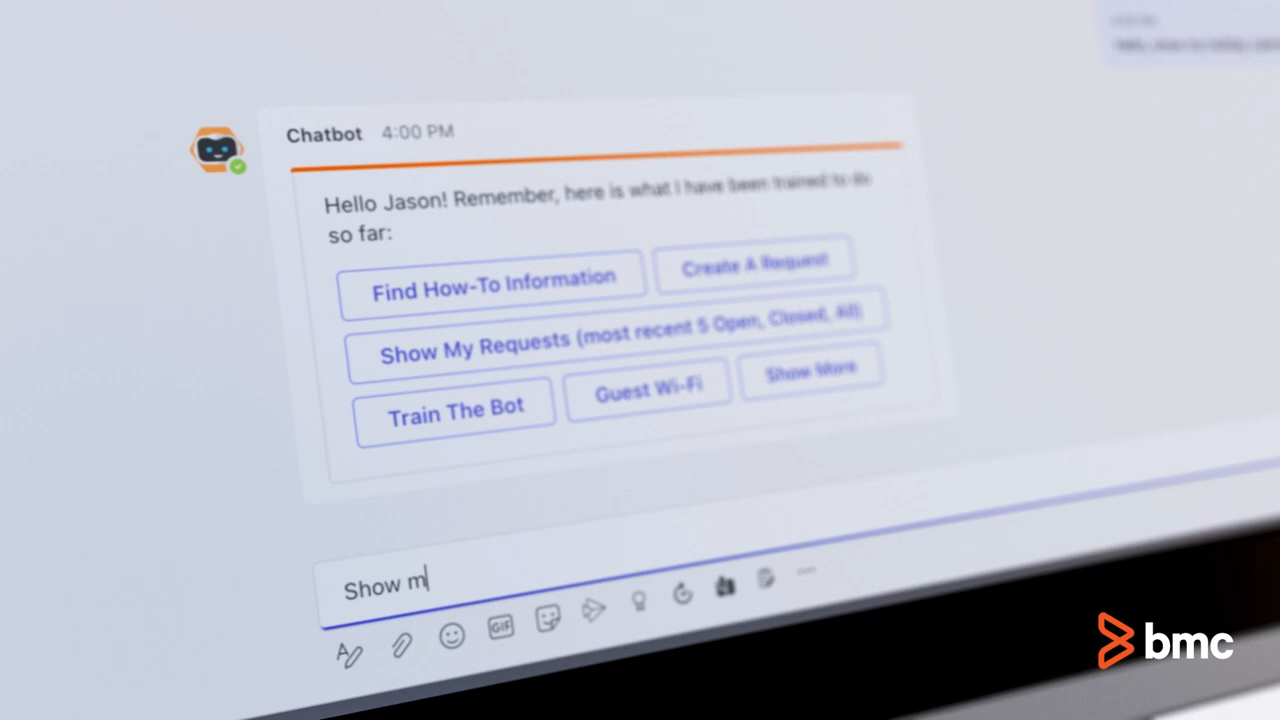 Chatbot 4:00 PM
Hello Jason! Remember, here is what I have been trained to do
so far:
Find How-To Information
Create A Request
Show My Requests (most recent 5 Open, Closed, All)
Train The Bot
Guest Wi-Fi
Show More
Show m
GIF
bmc